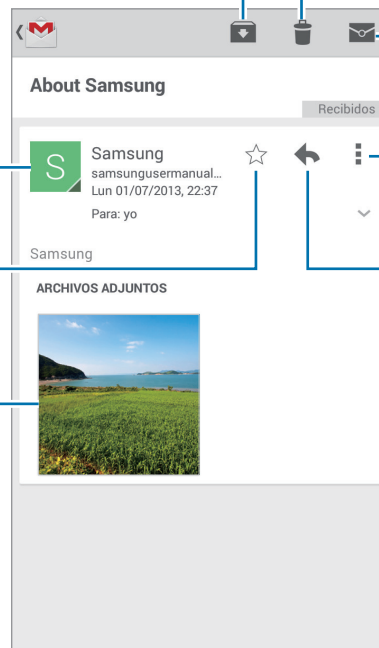 About Samsung
Recibidos
S
Samsung
samsungusermanual...
Lun 01/07/2013, 22:37
Para: yo
Samsung
ARCHIVOS ADJUNTOS